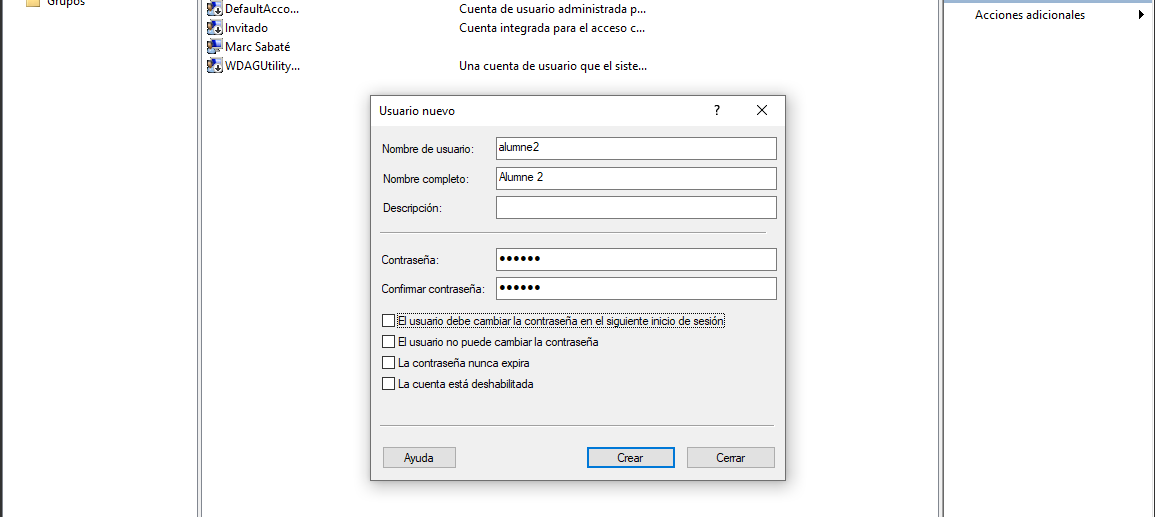 Grupos
DefaultAcco... Cuenta de usuario administrada p...
Invitado Cuenta integrada para el acceso c...
Marc Sabaté
WDAGUtility... Una cuenta de usuario que el siste...
Acciones adicionales
Usuario nuevo
Nombre de usuario: alumne2
Nombre completo: Alumne 2
Descripción:
Contraseña: ●●●●●●
Confirmar contraseña: ●●●●●●
El usuario debe cambiar la contraseña en el siguiente inicio de sesión
El usuario no puede cambiar la contraseña
La contraseña nunca expira
La cuenta está deshabilitada
Ayuda Crear Cerrar